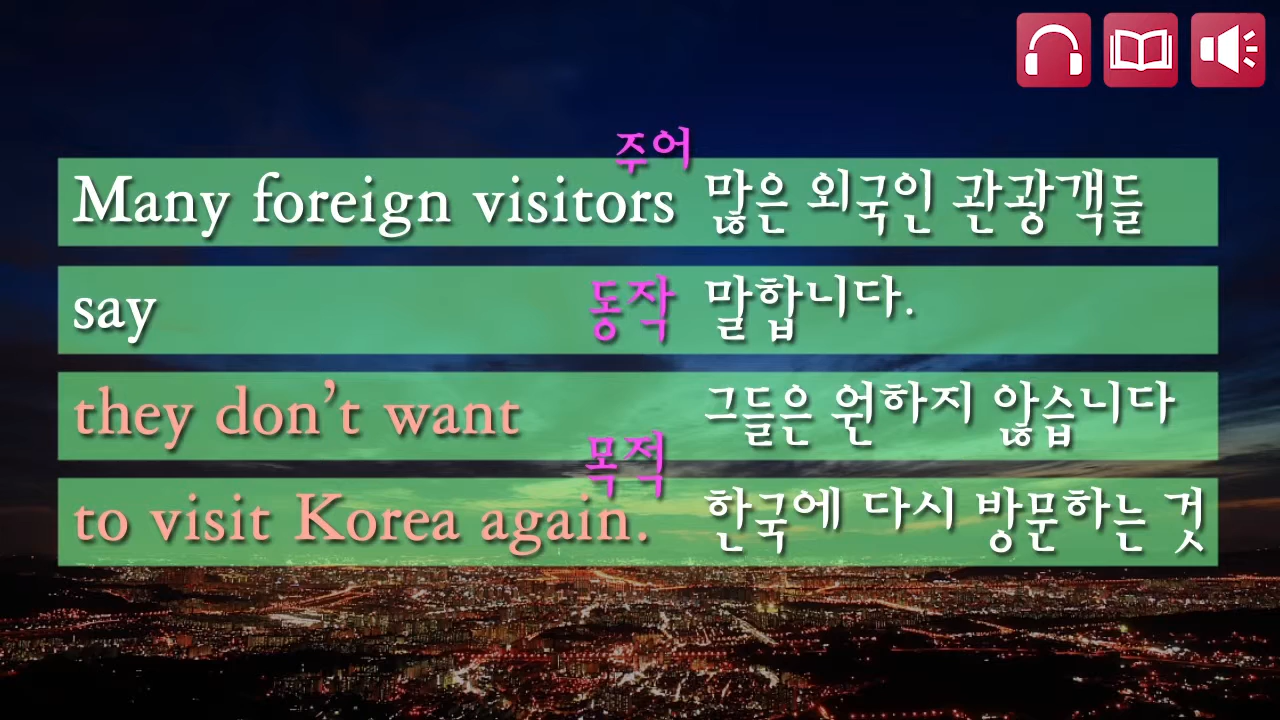 주어
Many foreign visitors 많은 외국인 관광객들
say 동작 말합니다.
they don't want 그들은 원하지 않습니다
목적
to visit Korea again. 한국에 다시 방문하는 것